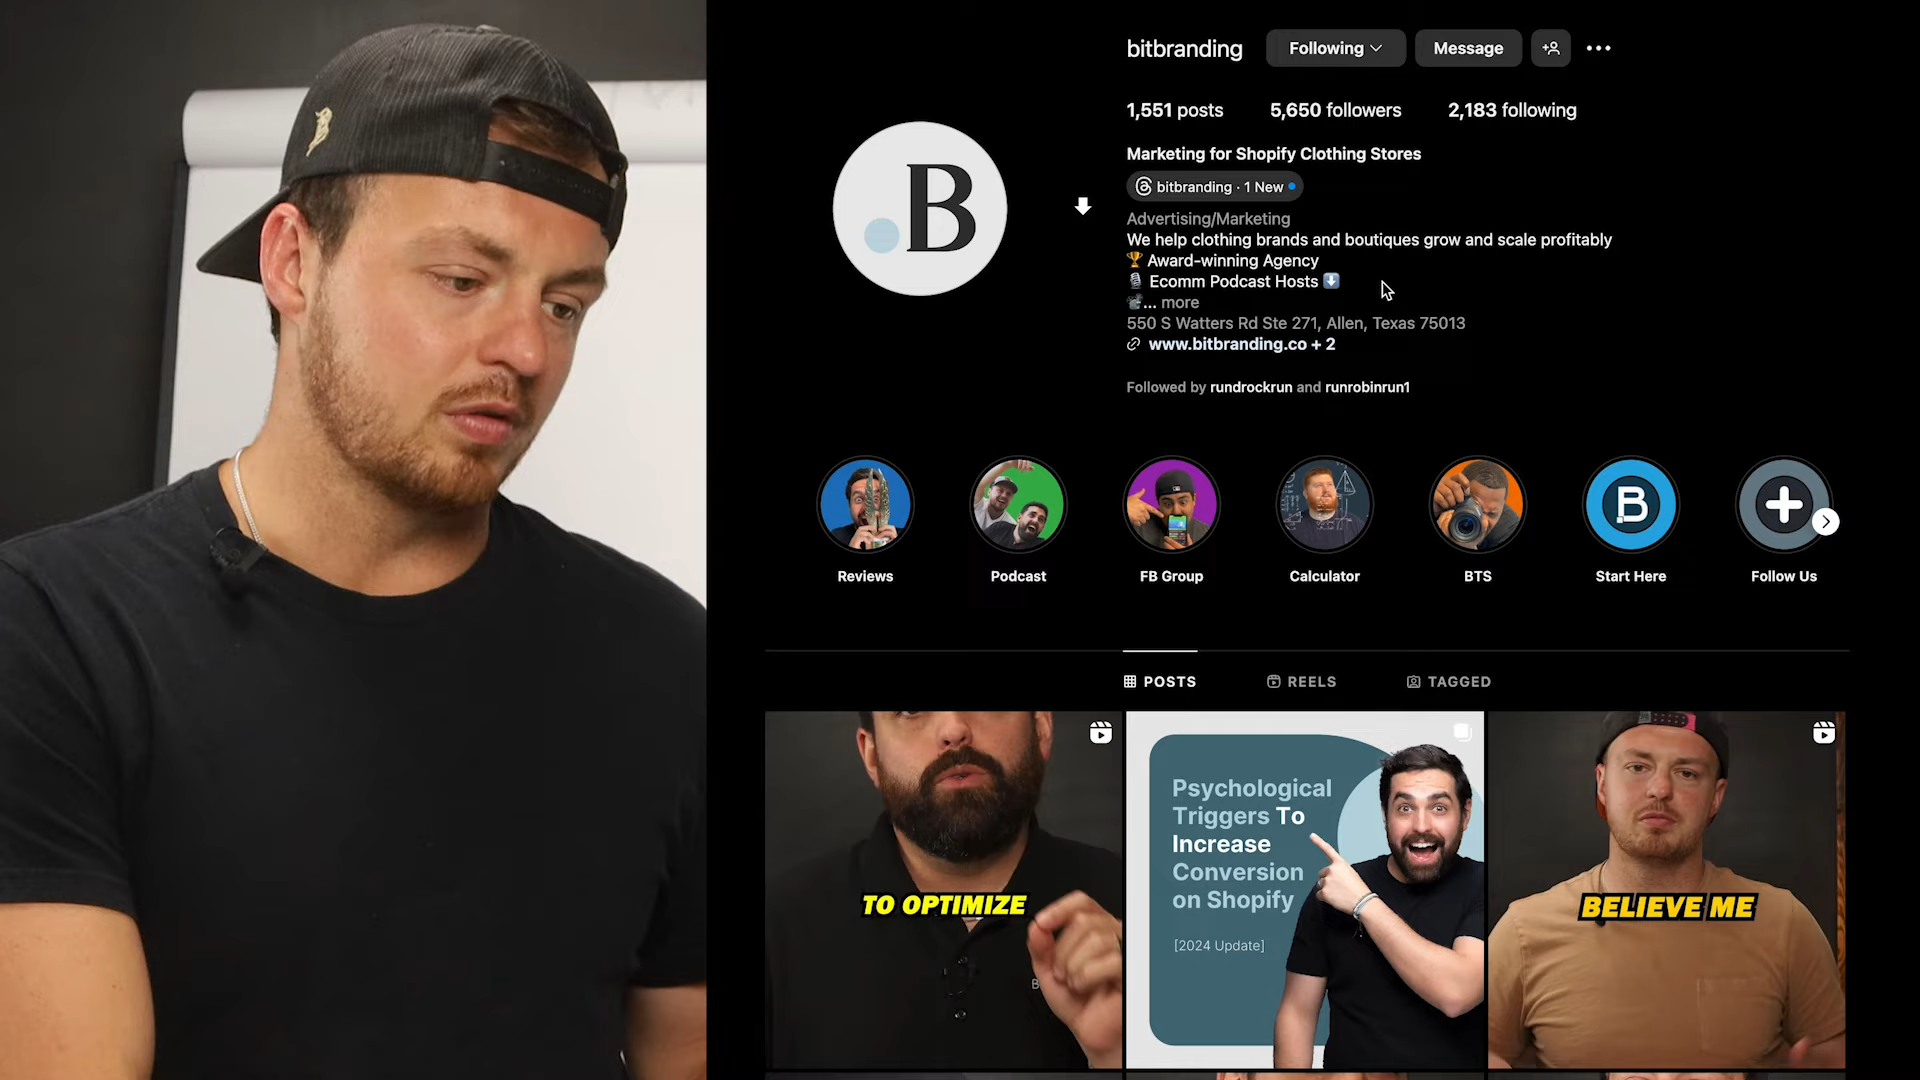 bitbranding
Following
Message
1,551 posts
5,650 followers
2,183 following
Marketing for Shopify Clothing Stores
bitbranding · 1 New
Advertising/Marketing
We help clothing brands and boutiques grow and scale profitably
🏆 Award-winning Agency
🎙️ Ecomm Podcast Hosts ⬇️
... more
550 S Watters Rd Ste 271, Allen, Texas 75013
www.bitbranding.co + 2
Followed by rundrockrun and runrobinrun1
.B
B
Reviews
Podcast
FB Group
Calculator
BTS
Start Here
Follow Us
POSTS
REELS
TAGGED
TO OPTIMIZE
B
Psychological
Triggers To
Increase
Conversion
on Shopify
[2024 Update]
BELIEVE ME